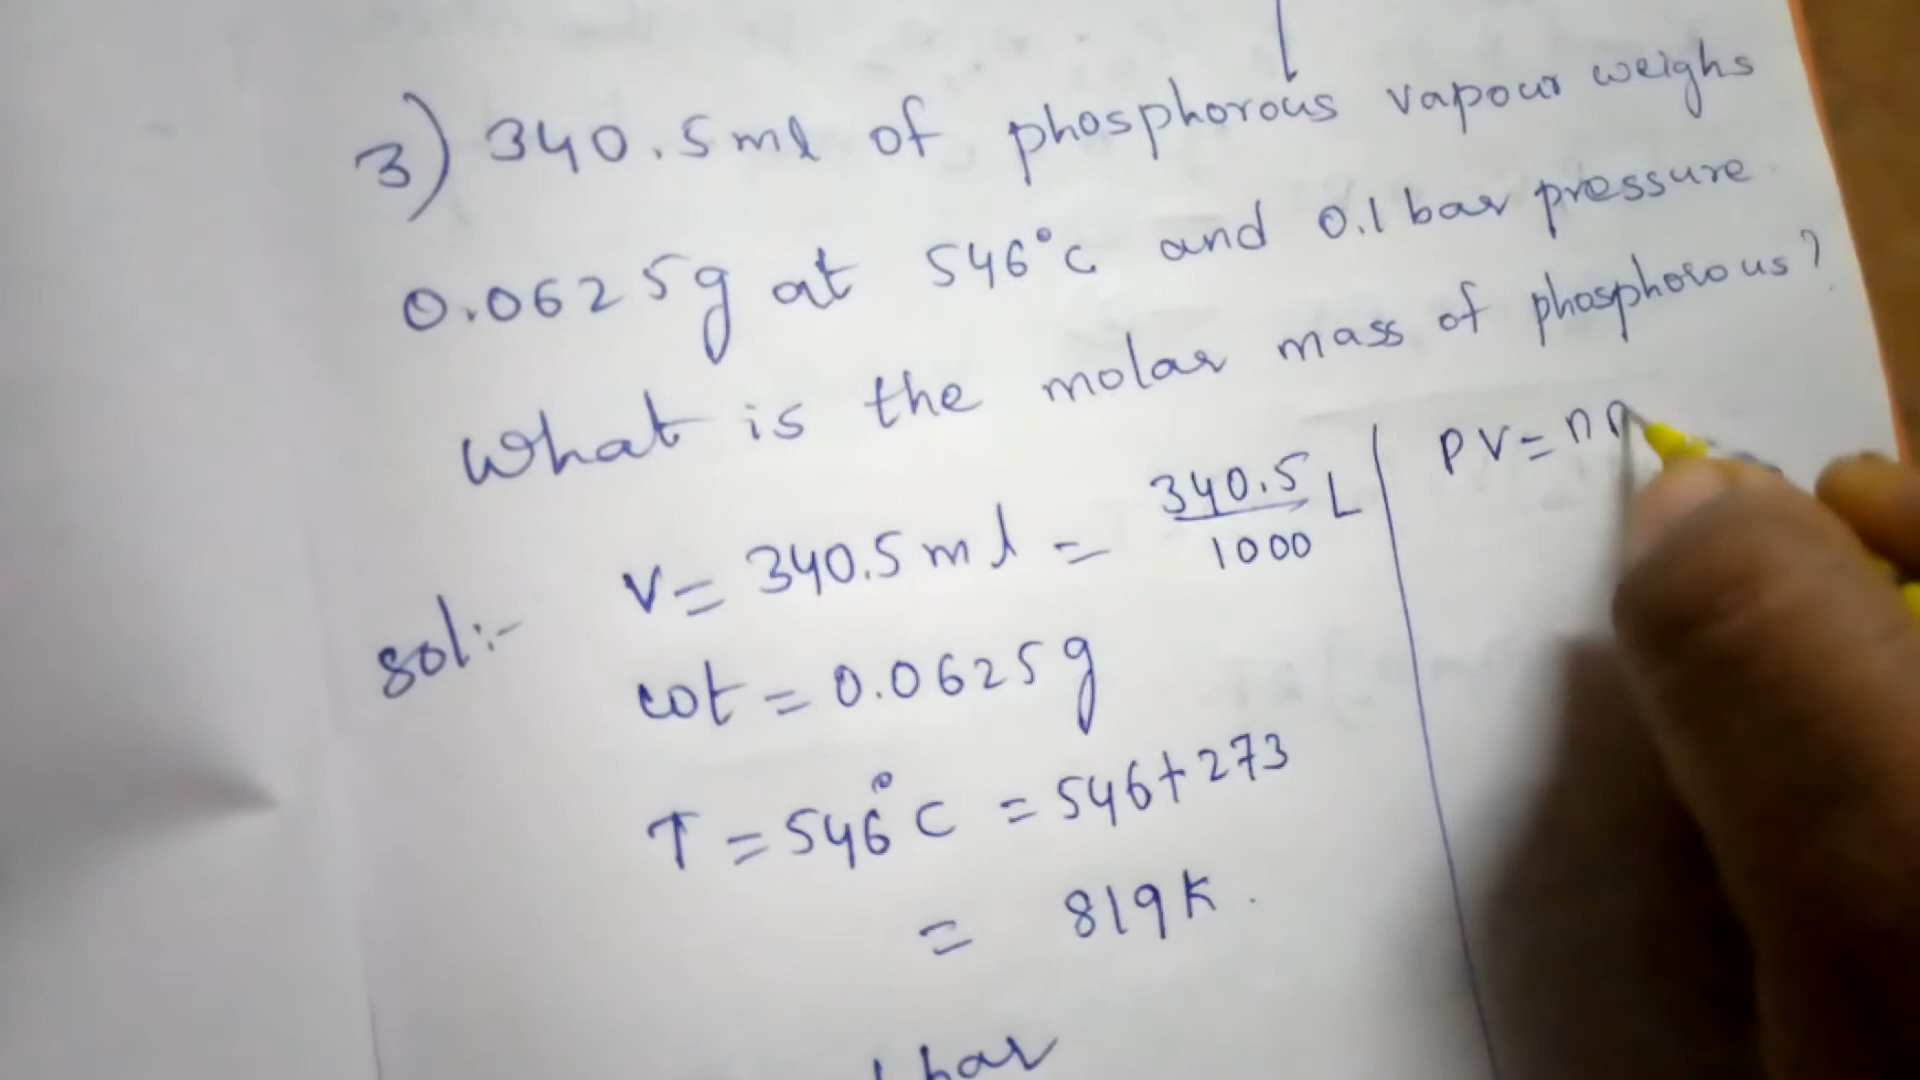 3) 340.5 ml of phosphorous vapour weighs
0.0625g at 546°c and 0.1 bar pressure
What is the molar mass of phosphorous?
sol:- V = 340.5 ml = 340.5/1000 L
wt = 0.0625g
T = 546°C = 546+273
= 819K.
bar
PV = n